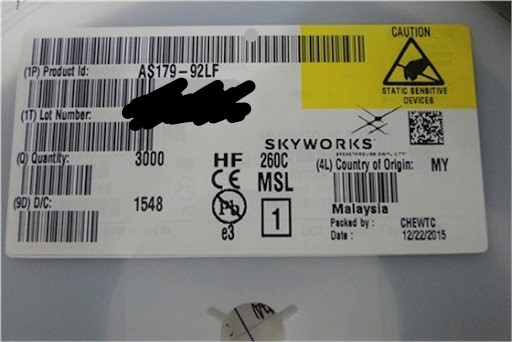 CAUTION
(1P) Product Id: AS179-92LF
STATIC SENSITIVE
DEVICES
(1T) Lot Number:
SKYWORKS
(Q) Quantity: 3000
HF 260C
(4L) Country of Origin: MY
CE MSL
(9D) D/C: 1548
Pb 1
e3
Malaysia
Packed by : CHEWTC
Date : 12/22/2015